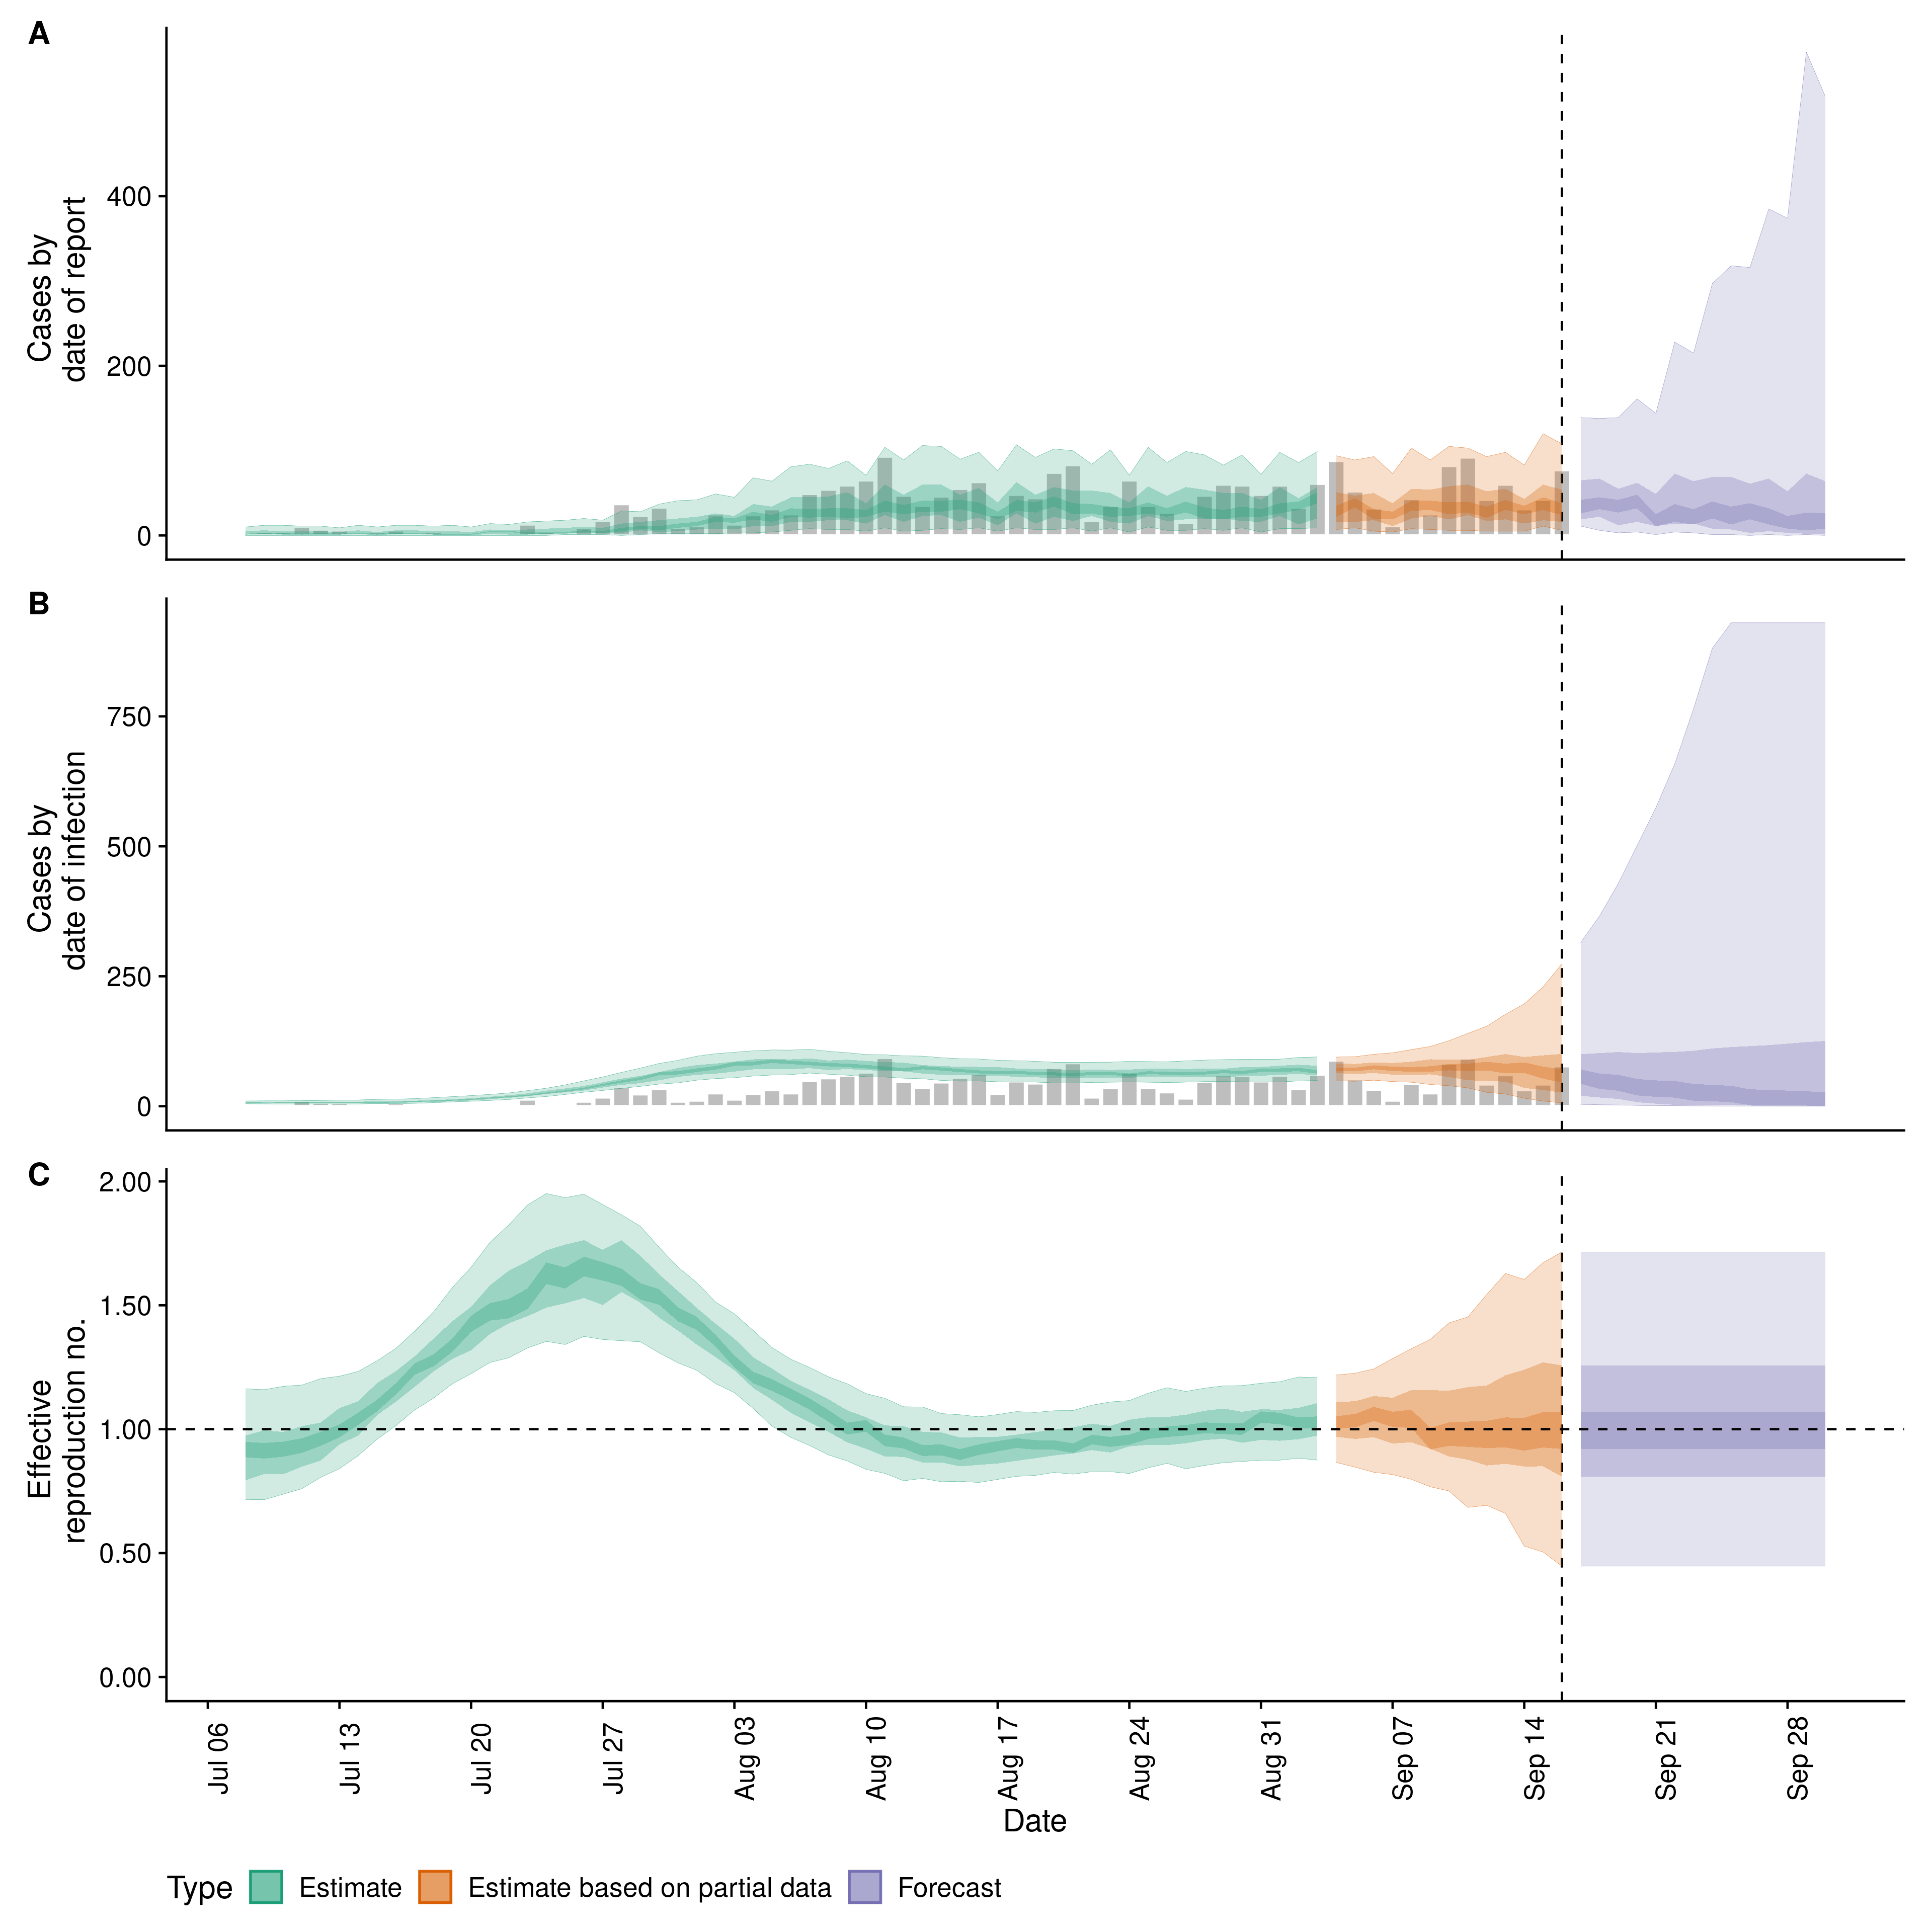 A
Cases by
date of report
400
200
0
B
Cases by
date of infection
750
500
250
0
C
Effective
reproduction no.
2.00
1.50
1.00
0.50
0.00
Jul 06
Jul 13
Jul 20
Jul 27
Aug 03
Aug 10
Aug 17
Aug 24
Aug 31
Sep 07
Sep 14
Sep 21
Sep 28
Date
Type Estimate Estimate based on partial data Forecast